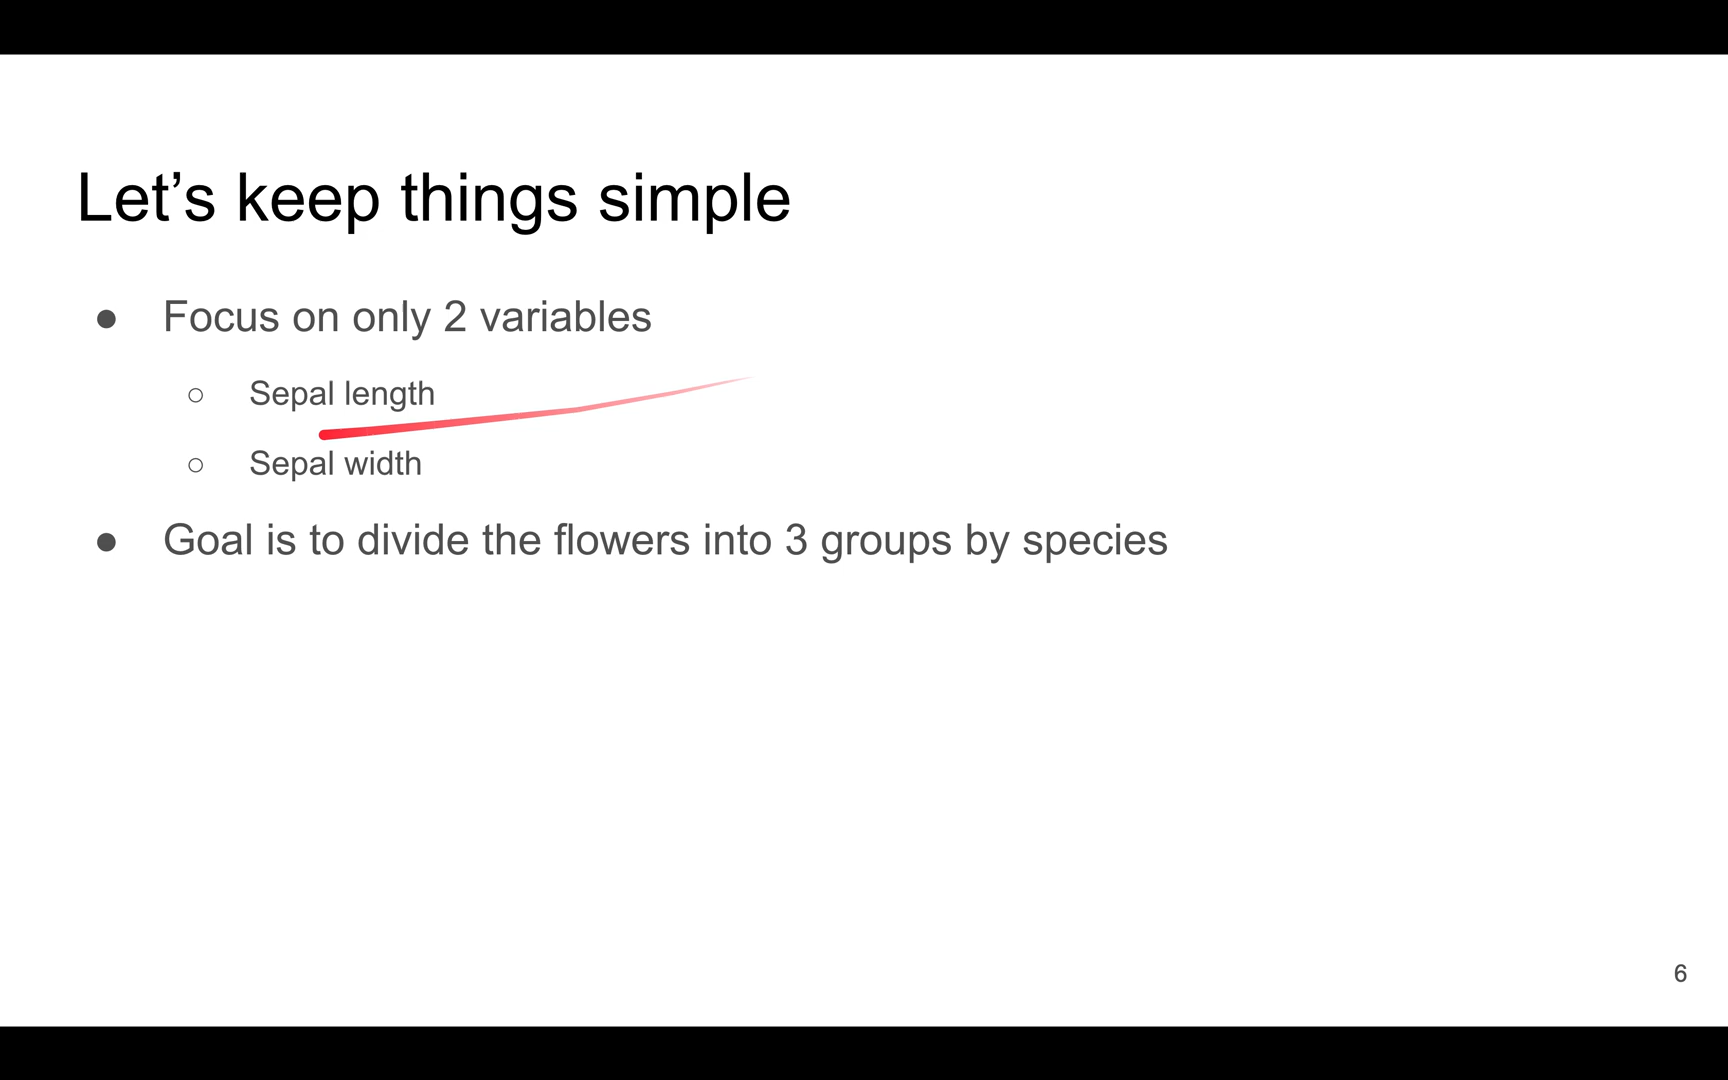 Let’s keep things simple
● Focus on only 2 variables
○ Sepal length
○ Sepal width
● Goal is to divide the flowers into 3 groups by species
6